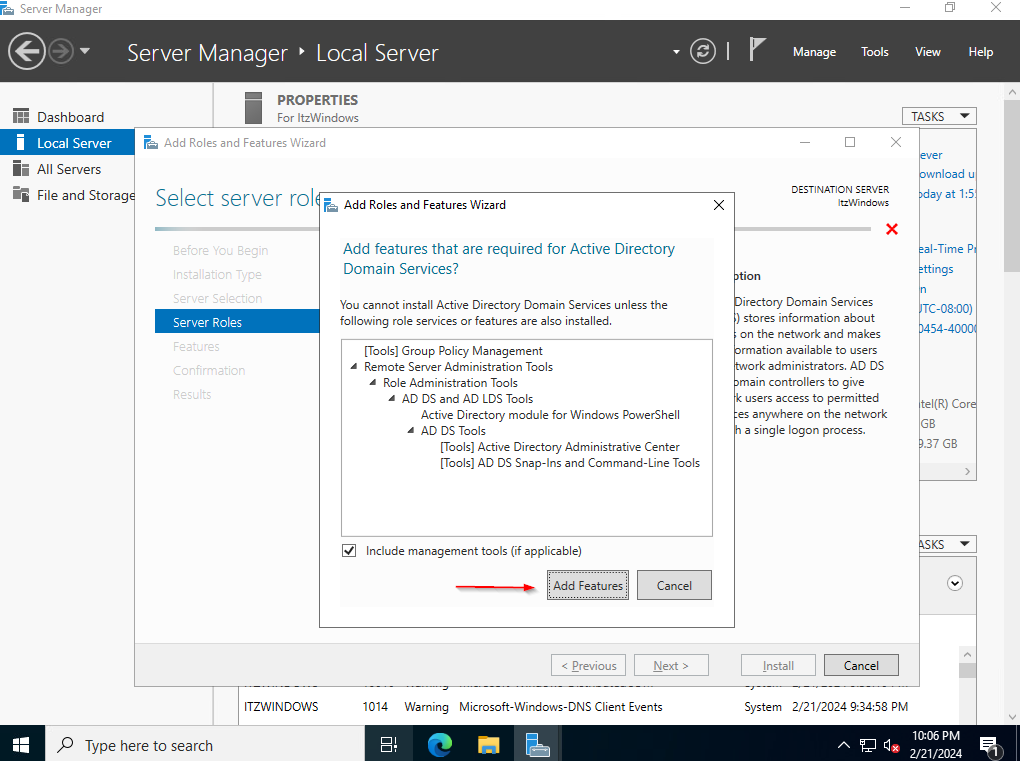 Server Manager
Server Manager ‣ Local Server
Manage Tools View Help
Dashboard
Local Server
All Servers
File and Storage
PROPERTIES
For ItzWindows
TASKS
Add Roles and Features Wizard
Select server role
DESTINATION SERVER
ItzWindows
Before You Begin
Installation Type
Server Selection
Server Roles
Features
Confirmation
Results
Add Roles and Features Wizard
Add features that are required for Active Directory
Domain Services?
You cannot install Active Directory Domain Services unless the
following role services or features are also installed.
[Tools] Group Policy Management
Remote Server Administration Tools
Role Administration Tools
AD DS and AD LDS Tools
Active Directory module for Windows PowerShell
AD DS Tools
[Tools] Active Directory Administrative Center
[Tools] AD DS Snap-Ins and Command-Line Tools
Include management tools (if applicable)
Add Features Cancel
ption
Directory Domain Services
) stores information about
s on the network and makes
ormation available to users
twork administrators. AD DS
omain controllers to give
k users access to permitted
ces anywhere on the network
h a single logon process.
ever
ownload u
oday at 1:5
eal-Time Pr
ettings
n
UTC-08:00)
0454-4000
ntel(R) Core
GB
9.37 GB
TASKS
< Previous Next > Install Cancel
ITZWINDOWS 1014 Warning Microsoft-Windows-DNS Client Events System 2/21/2024 9:34:58 PM
Type here to search
10:06 PM
2/21/2024
1